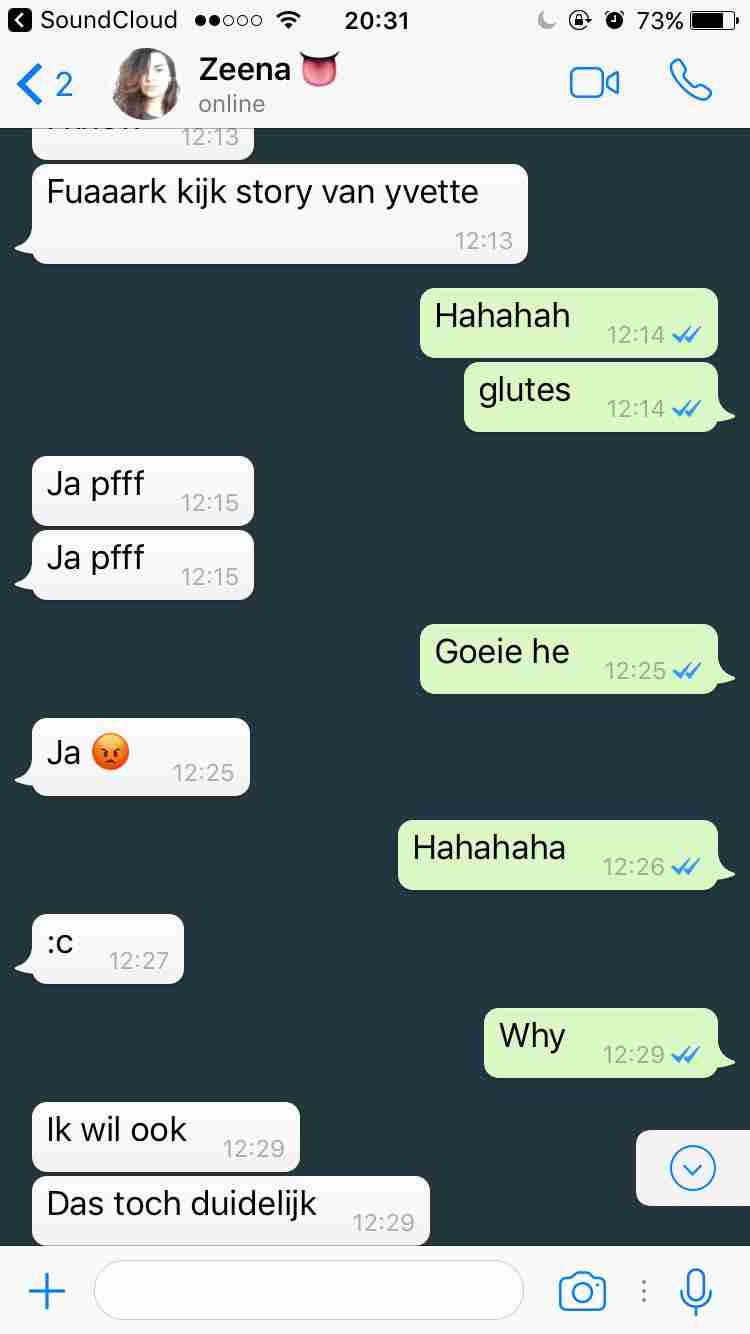 SoundCloud 20:31 73%
2 Zeena 👅
online
12:13
Fuaaark kijk story van yvette
12:13
Hahahah 12:14
glutes 12:14
Ja pfff 12:15
Ja pfff 12:15
Goeie he 12:25
Ja 😡 12:25
Hahahaha 12:26
:c 12:27
Why 12:29
Ik wil ook 12:29
Das toch duidelijk 12:29